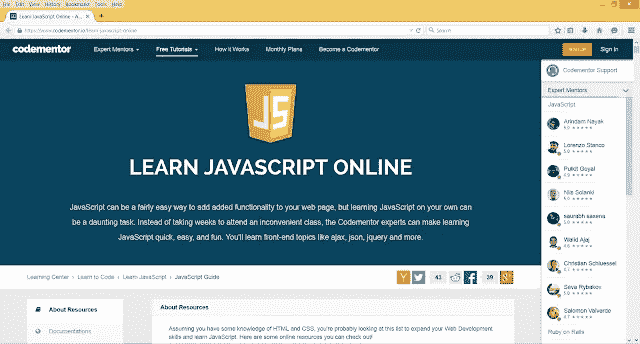 File Edit View History Bookmarks Tools Help
Learn JavaScript Online - A...
https://www.codementor.io/learn-javascript-online
Search
codementor
Expert Mentors
Free Tutorials
How It Works
Monthly Plans
Become a Codementor
SIGN UP
Sign In
JS
LEARN JAVASCRIPT ONLINE
JavaScript can be a fairly easy way to add added functionality to your web page, but learning JavaScript on your own can
be a daunting task. Instead of taking weeks to attend an inconvenient class, the Codementor experts can make learning
JavaScript quick, easy, and fun. You'll learn front-end topics like ajax, json, jquery and more.
Learning Center › Learn to Code › Learn JavaScript › JavaScript Guide
41
39
About Resources
Documentations
About Resources
Assuming you have some knowledge of HTML and CSS, you're probably looking at this list to expand your Web Development
skills and learn JavaScript. Here are some online resources you can check out!
Codementor Support
Expert Mentors
JavaScript
Arindam Nayak
Lorenzo Stanco
Pulkit Goyal
Nils Solanki
saurabh saxena
Walid Ajaj
Christian Schluessel
Sava Rybakov
Salomon Valverde
Ruby on Rails